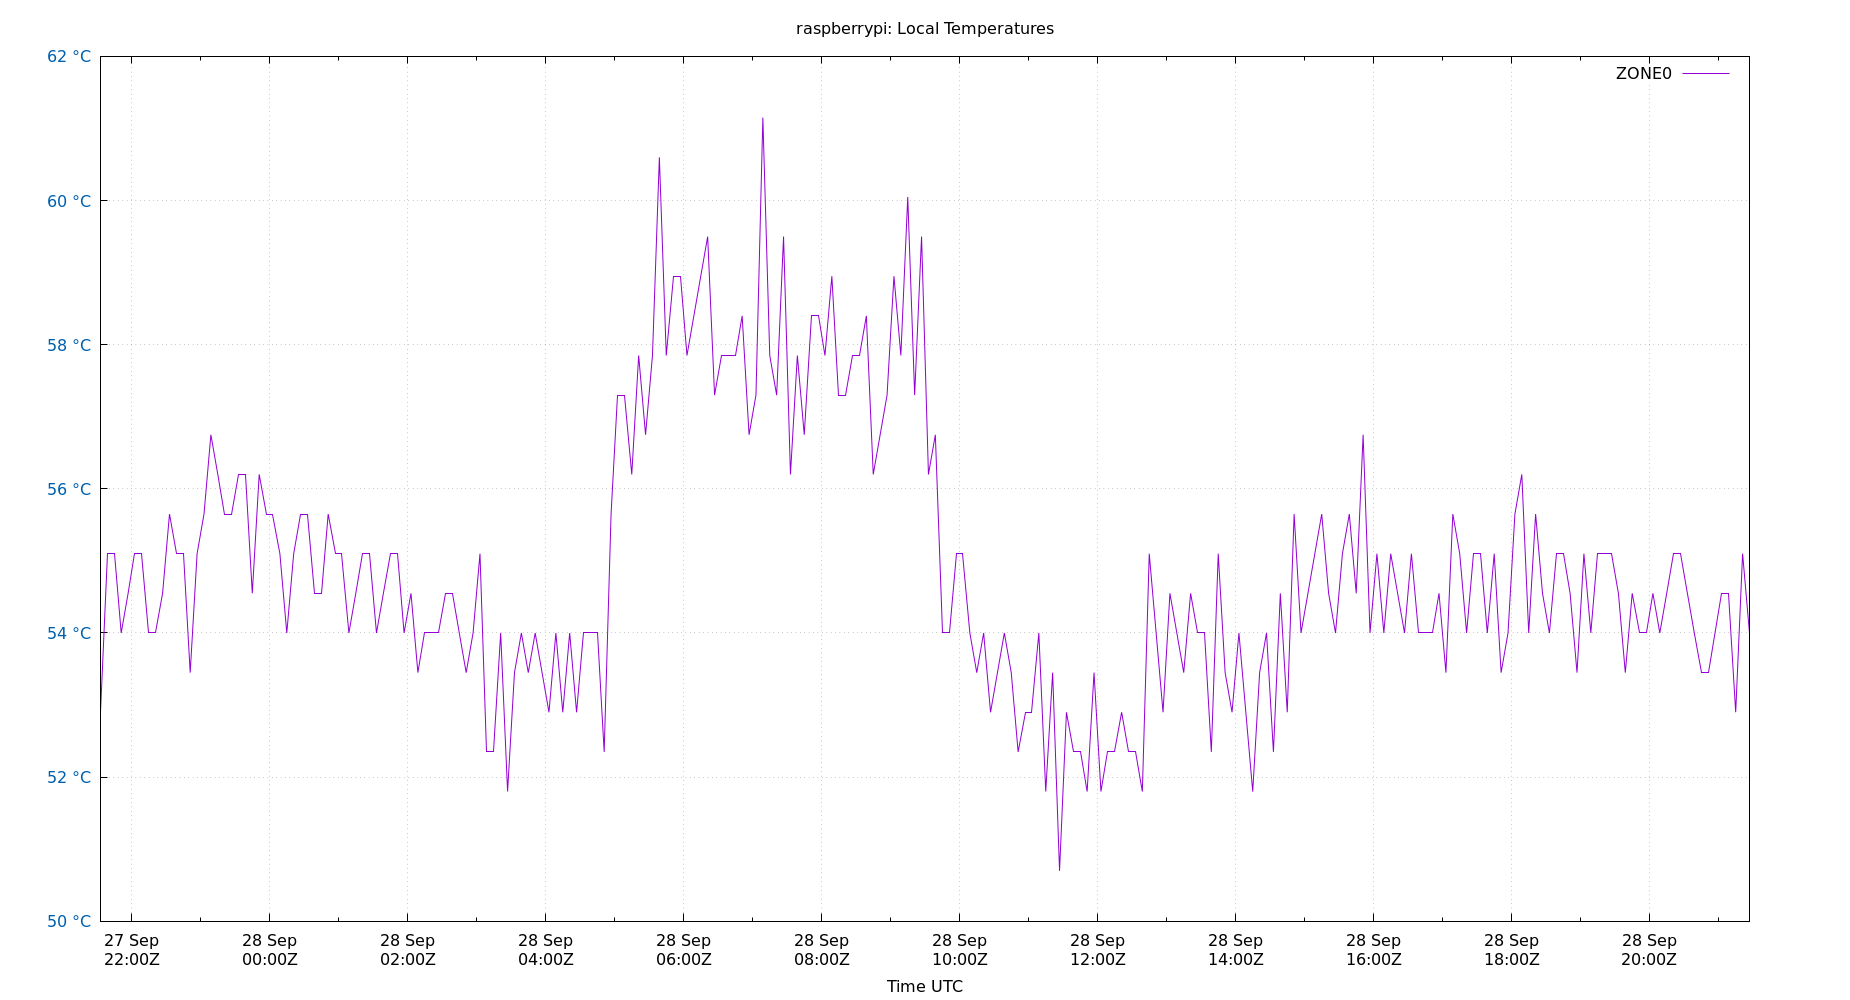 raspberrypi: Local Temperatures
ZONE0
62 °C
60 °C
58 °C
56 °C
54 °C
52 °C
50 °C
27 Sep 28 Sep 28 Sep 28 Sep 28 Sep 28 Sep 28 Sep 28 Sep 28 Sep 28 Sep 28 Sep 28 Sep
22:00Z 00:00Z 02:00Z 04:00Z 06:00Z 08:00Z 10:00Z 12:00Z 14:00Z 16:00Z 18:00Z 20:00Z
Time UTC